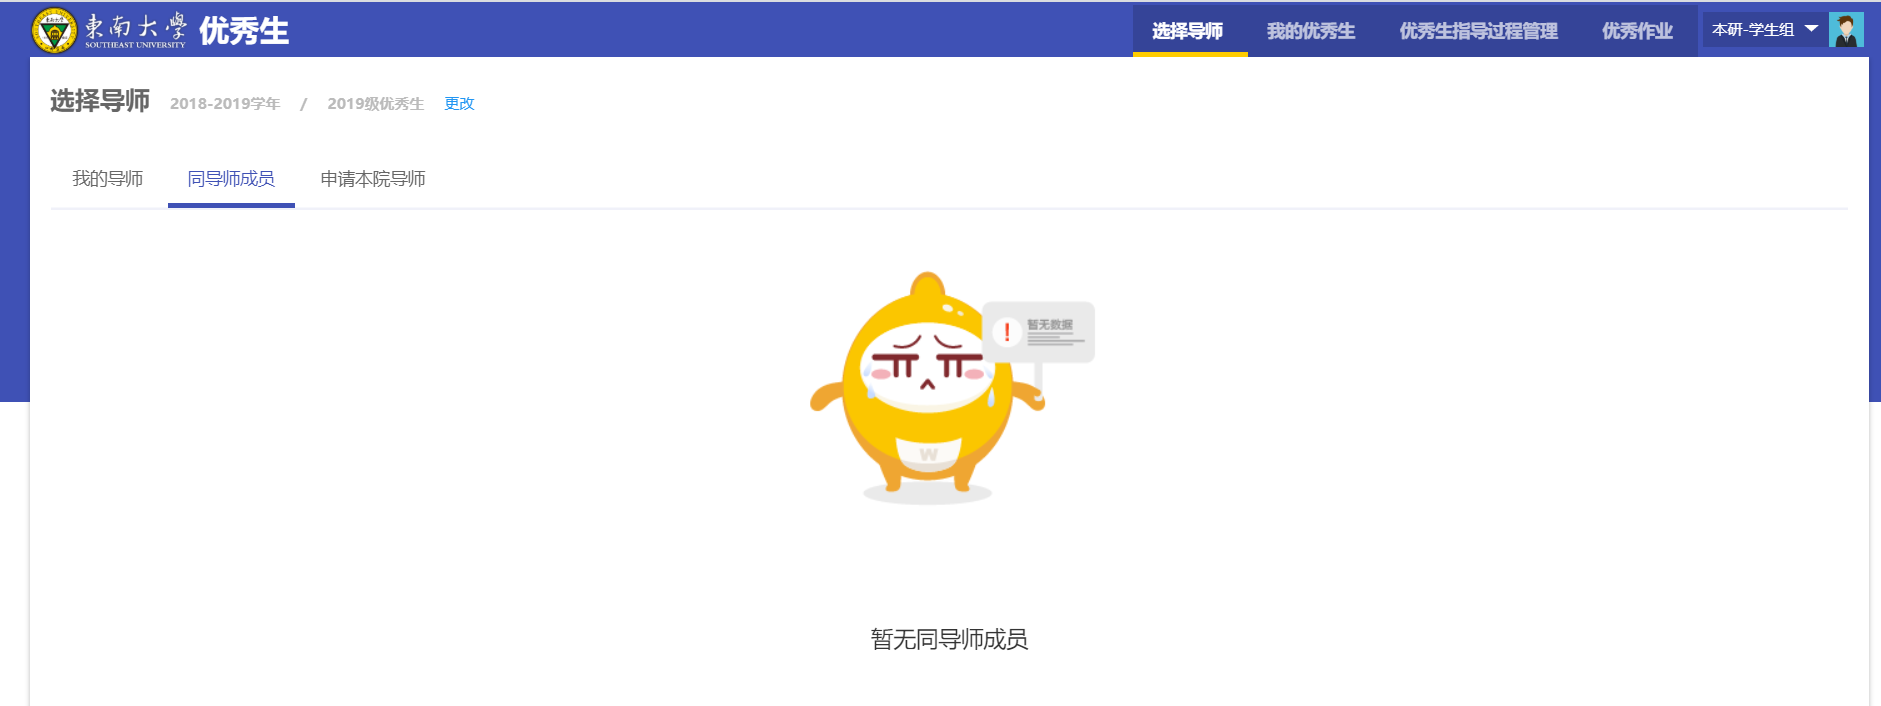 東南大學
SOUTHEAST UNIVERSITY
优秀生
选择导师 我的优秀生 优秀生指导过程管理 优秀作业 本研-学生组
选择导师 2018-2019学年 / 2019级优秀生 更改
我的导师 同导师成员 申请本院导师
! 暂无数据
W
暂无同导师成员